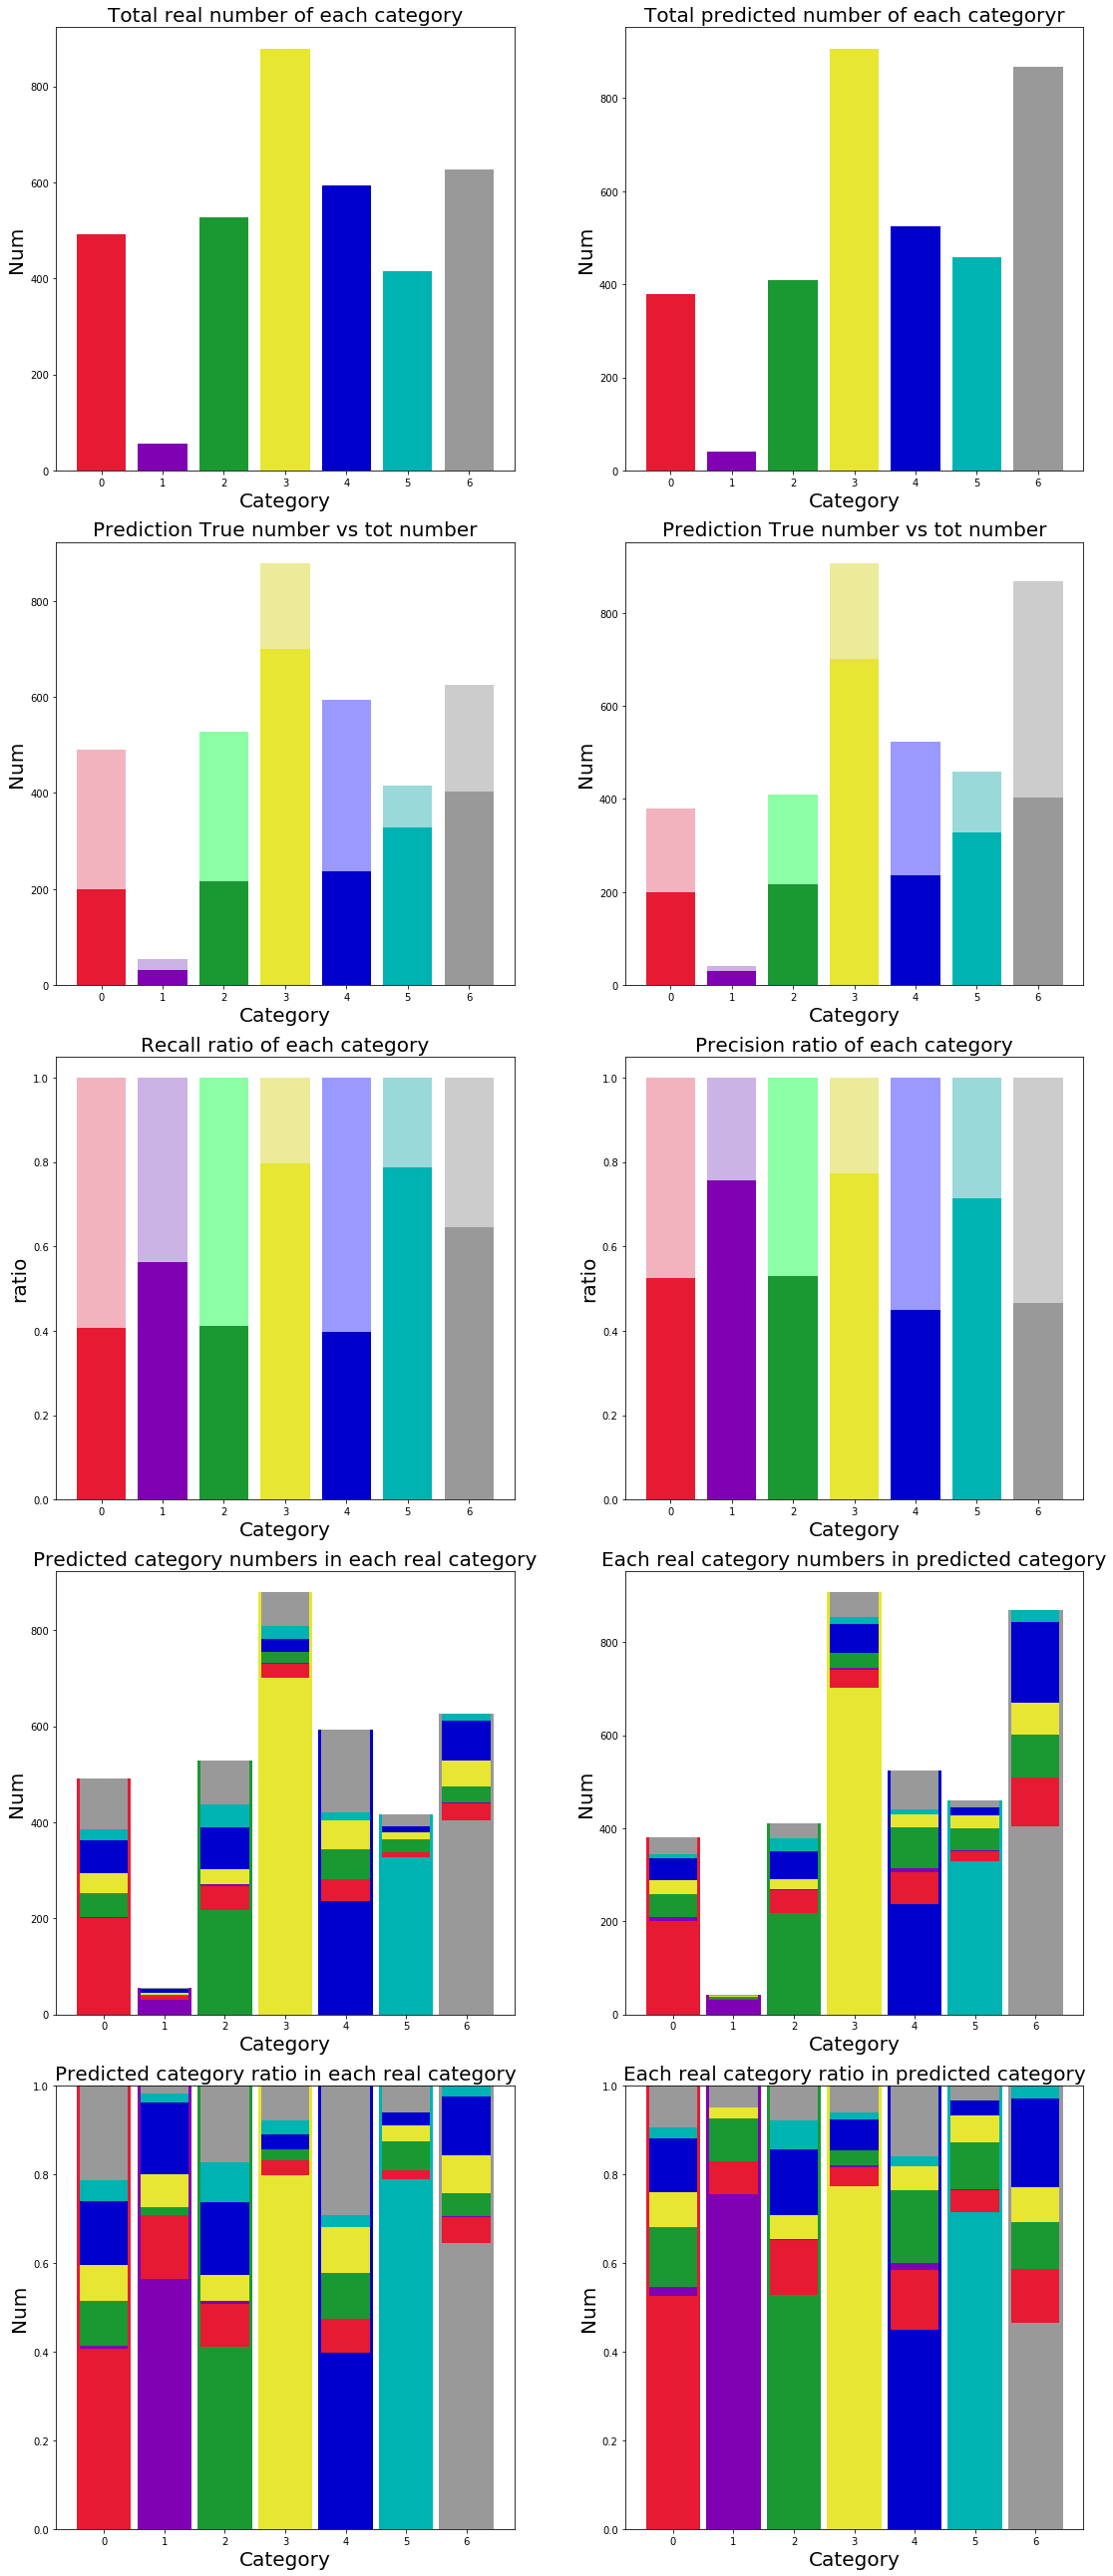 Total real number of each category
Total predicted number of each categoryr
Num
800
600
400
200
0
0 1 2 3 4 5 6
Category
Num
800
600
400
200
0
0 1 2 3 4 5 6
Category
Prediction True number vs tot number
Prediction True number vs tot number
Num
800
600
400
200
0
0 1 2 3 4 5 6
Category
Num
800
600
400
200
0
0 1 2 3 4 5 6
Category
Recall ratio of each category
Precision ratio of each category
ratio
1.0
0.8
0.6
0.4
0.2
0.0
0 1 2 3 4 5 6
Category
ratio
1.0
0.8
0.6
0.4
0.2
0.0
0 1 2 3 4 5 6
Category
Predicted category numbers in each real category
Each real category numbers in predicted category
Num
800
600
400
200
0
0 1 2 3 4 5 6
Category
Num
800
600
400
200
0
0 1 2 3 4 5 6
Category
Predicted category ratio in each real category
Each real category ratio in predicted category
Num
1.0
0.8
0.6
0.4
0.2
0.0
0 1 2 3 4 5 6
Category
Num
1.0
0.8
0.6
0.4
0.2
0.0
0 1 2 3 4 5 6
Category